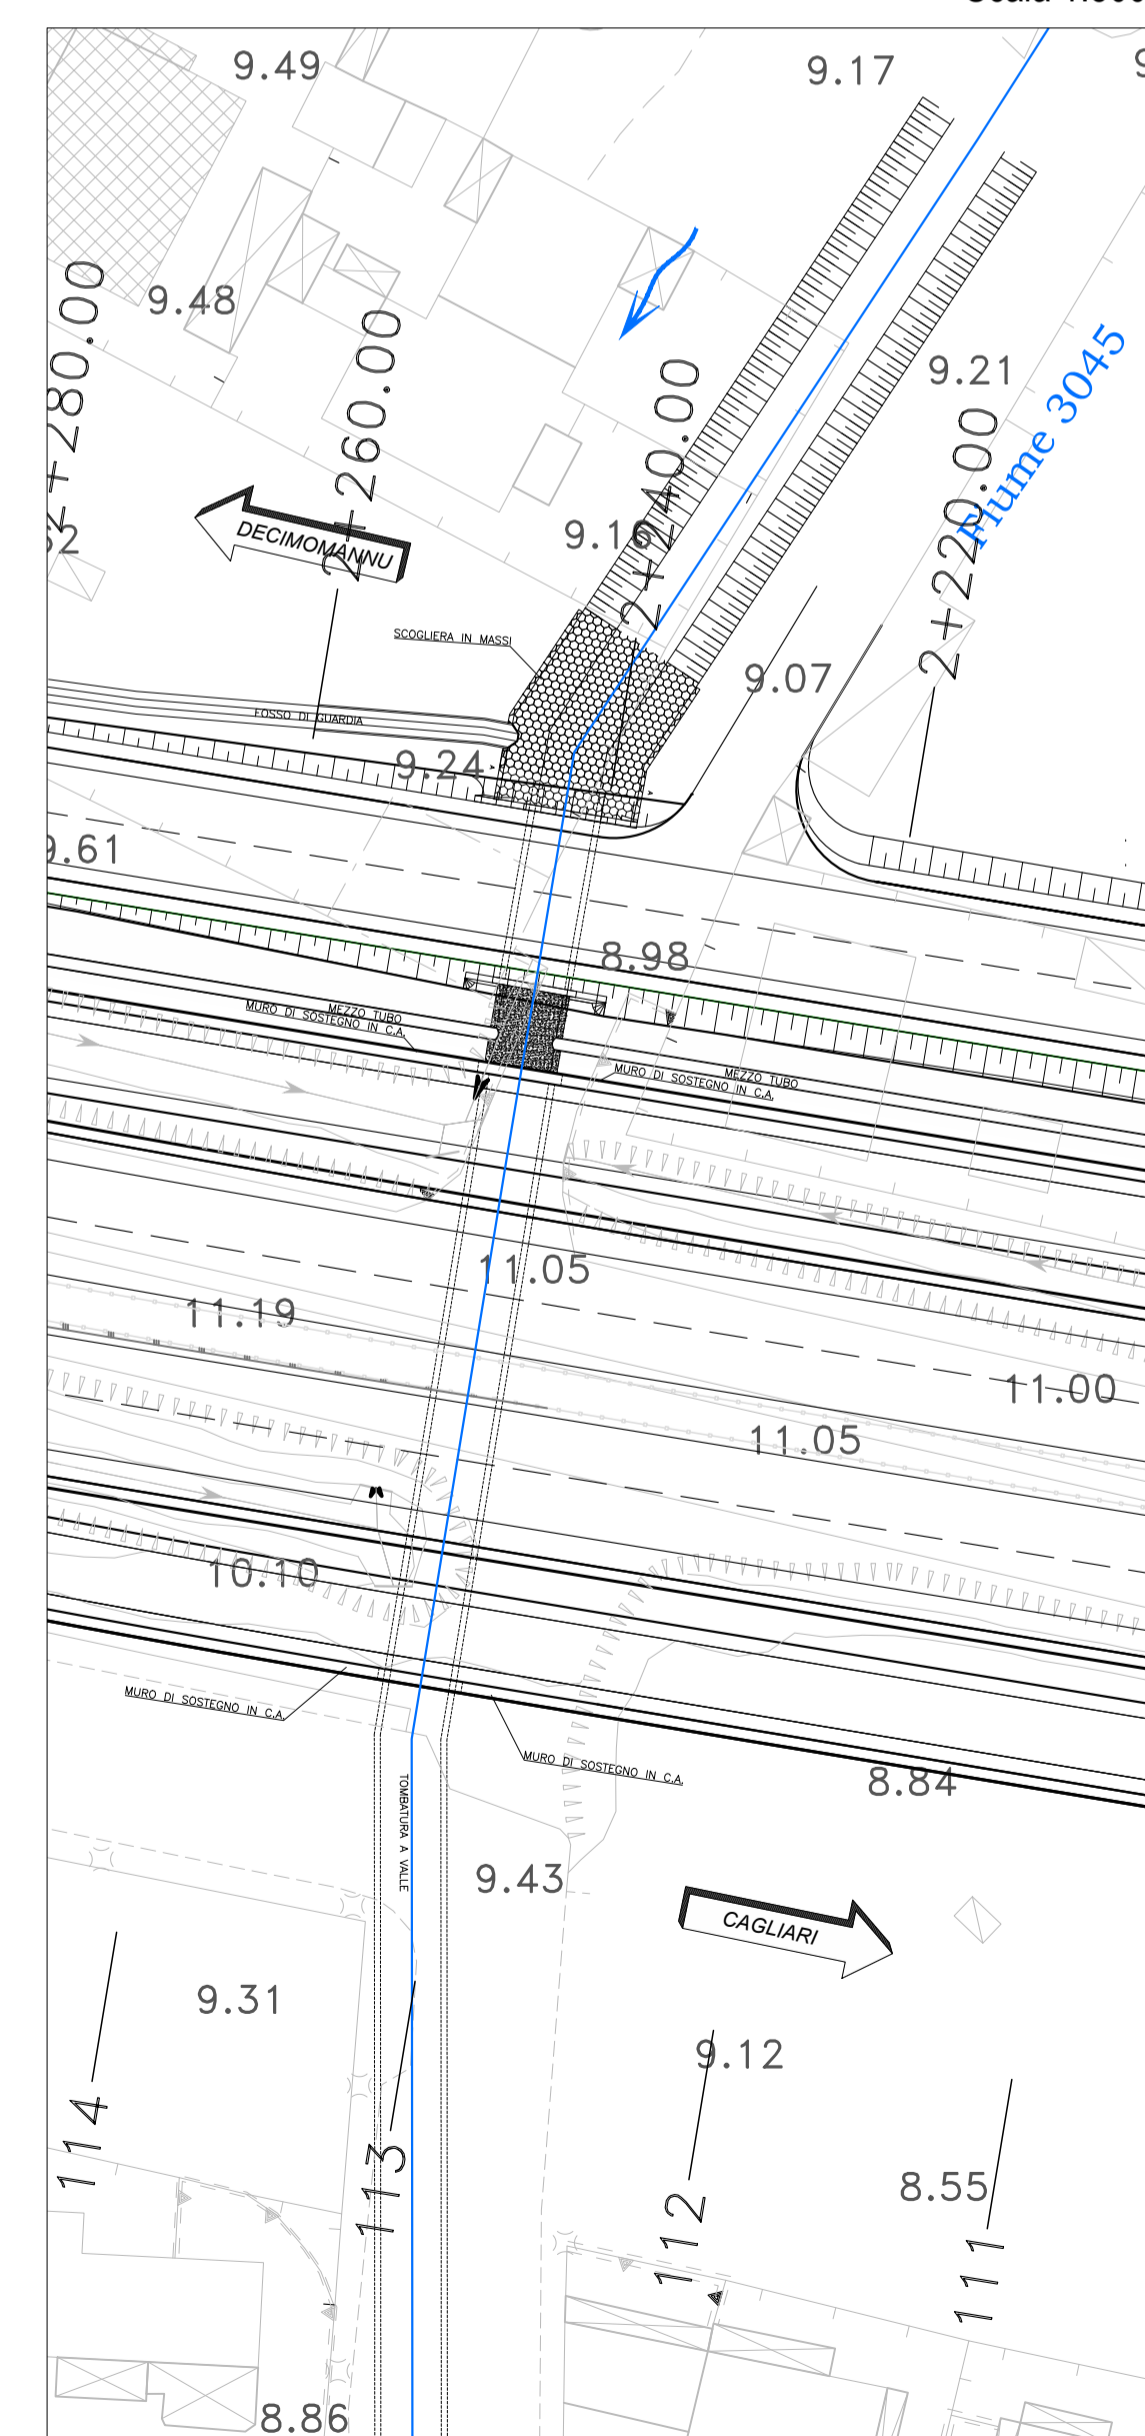 9.49
9.17
9.48
2+280.00
2+260.00
2+240.00
9.21
2+220.00
Fiume 3045
DECIMOMANNU
9.16
SCOGLIERA IN MASSI
9.07
FOSSO DI GUARDIA
9.24
9.61
8.98
MEZZO TUBO
MURO DI SOSTEGNO IN C.A.
MEZZO TUBO
MURO DI SOSTEGNO IN C.A.
11.05
11.19
11.00
11.05
10.10
MURO DI SOSTEGNO IN C.A.
MURO DI SOSTEGNO IN C.A.
8.84
TOMBATURA A VALLE
9.43
CAGLIARI
9.31
9.12
114
113
112
8.55
111
8.86